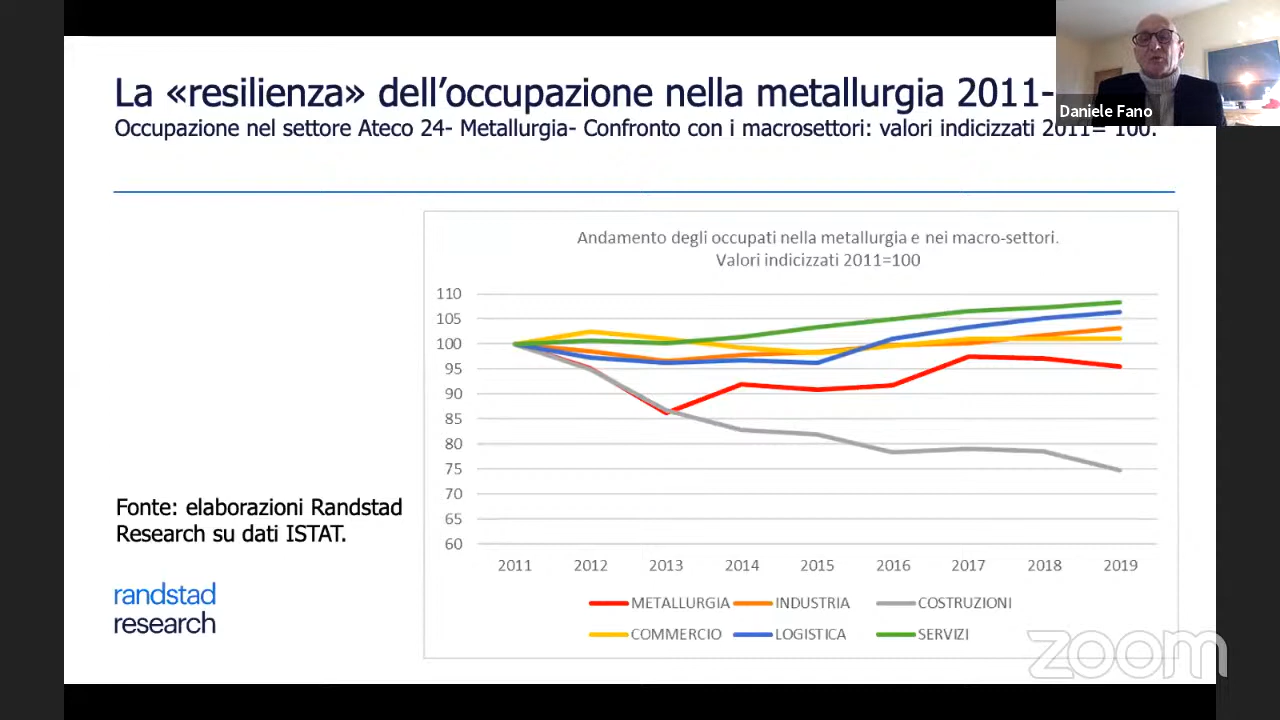 La «resilienza» dell’occupazione nella metallurgia 2011-
Occupazione nel settore Ateco 24- Metallurgia- Confronto con i macrosettori: valori indicizzati 2011= 100.
Daniele Fano
Andamento degli occupati nella metallurgia e nei macro-settori.
Valori indicizzati 2011=100
110
105
100
95
90
85
80
75
70
65
60
2011 2012 2013 2014 2015 2016 2017 2018 2019
METALLURGIA INDUSTRIA COSTRUZIONI
COMMERCIO LOGISTICA SERVIZI
Fonte: elaborazioni Randstad
Research su dati ISTAT.
randstad
research
zoom